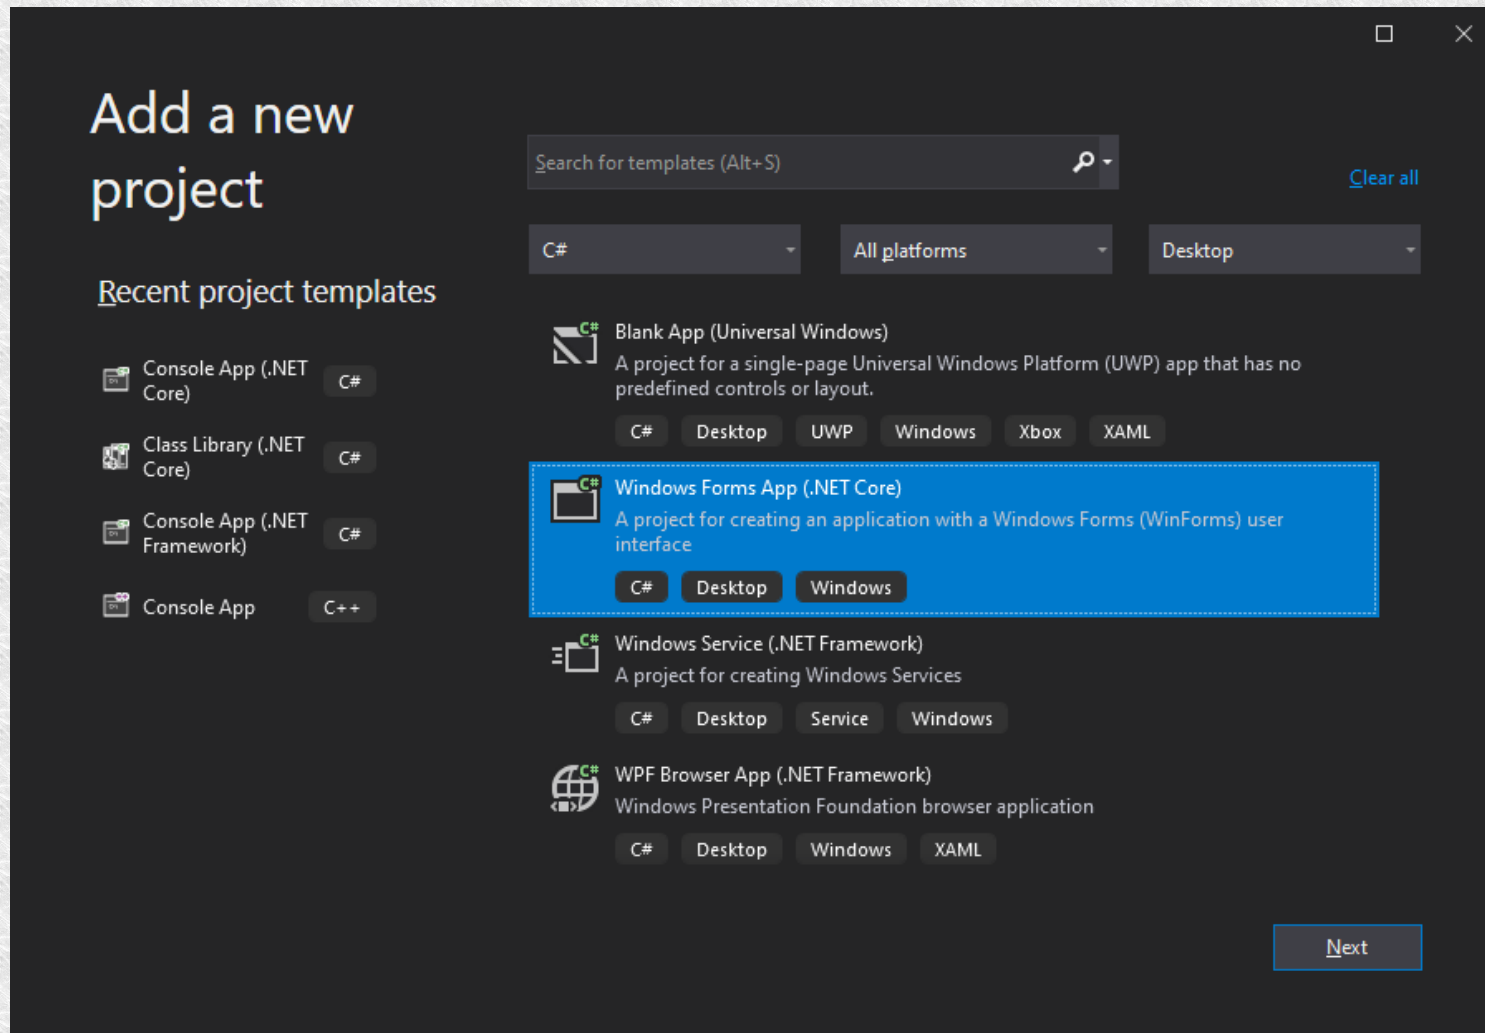 Add a new
project
Search for templates (Alt+S)
Clear all
C#
All platforms
Desktop
Recent project templates
Console App (.NET
Core)
C#
Class Library (.NET
Core)
C#
Console App (.NET
Framework)
C#
Console App
C++
Blank App (Universal Windows)
A project for a single-page Universal Windows Platform (UWP) app that has no
predefined controls or layout.
C# Desktop UWP Windows Xbox XAML
Windows Forms App (.NET Core)
A project for creating an application with a Windows Forms (WinForms) user
interface
C# Desktop Windows
Windows Service (.NET Framework)
A project for creating Windows Services
C# Desktop Service Windows
WPF Browser App (.NET Framework)
Windows Presentation Foundation browser application
C# Desktop Windows XAML
Next